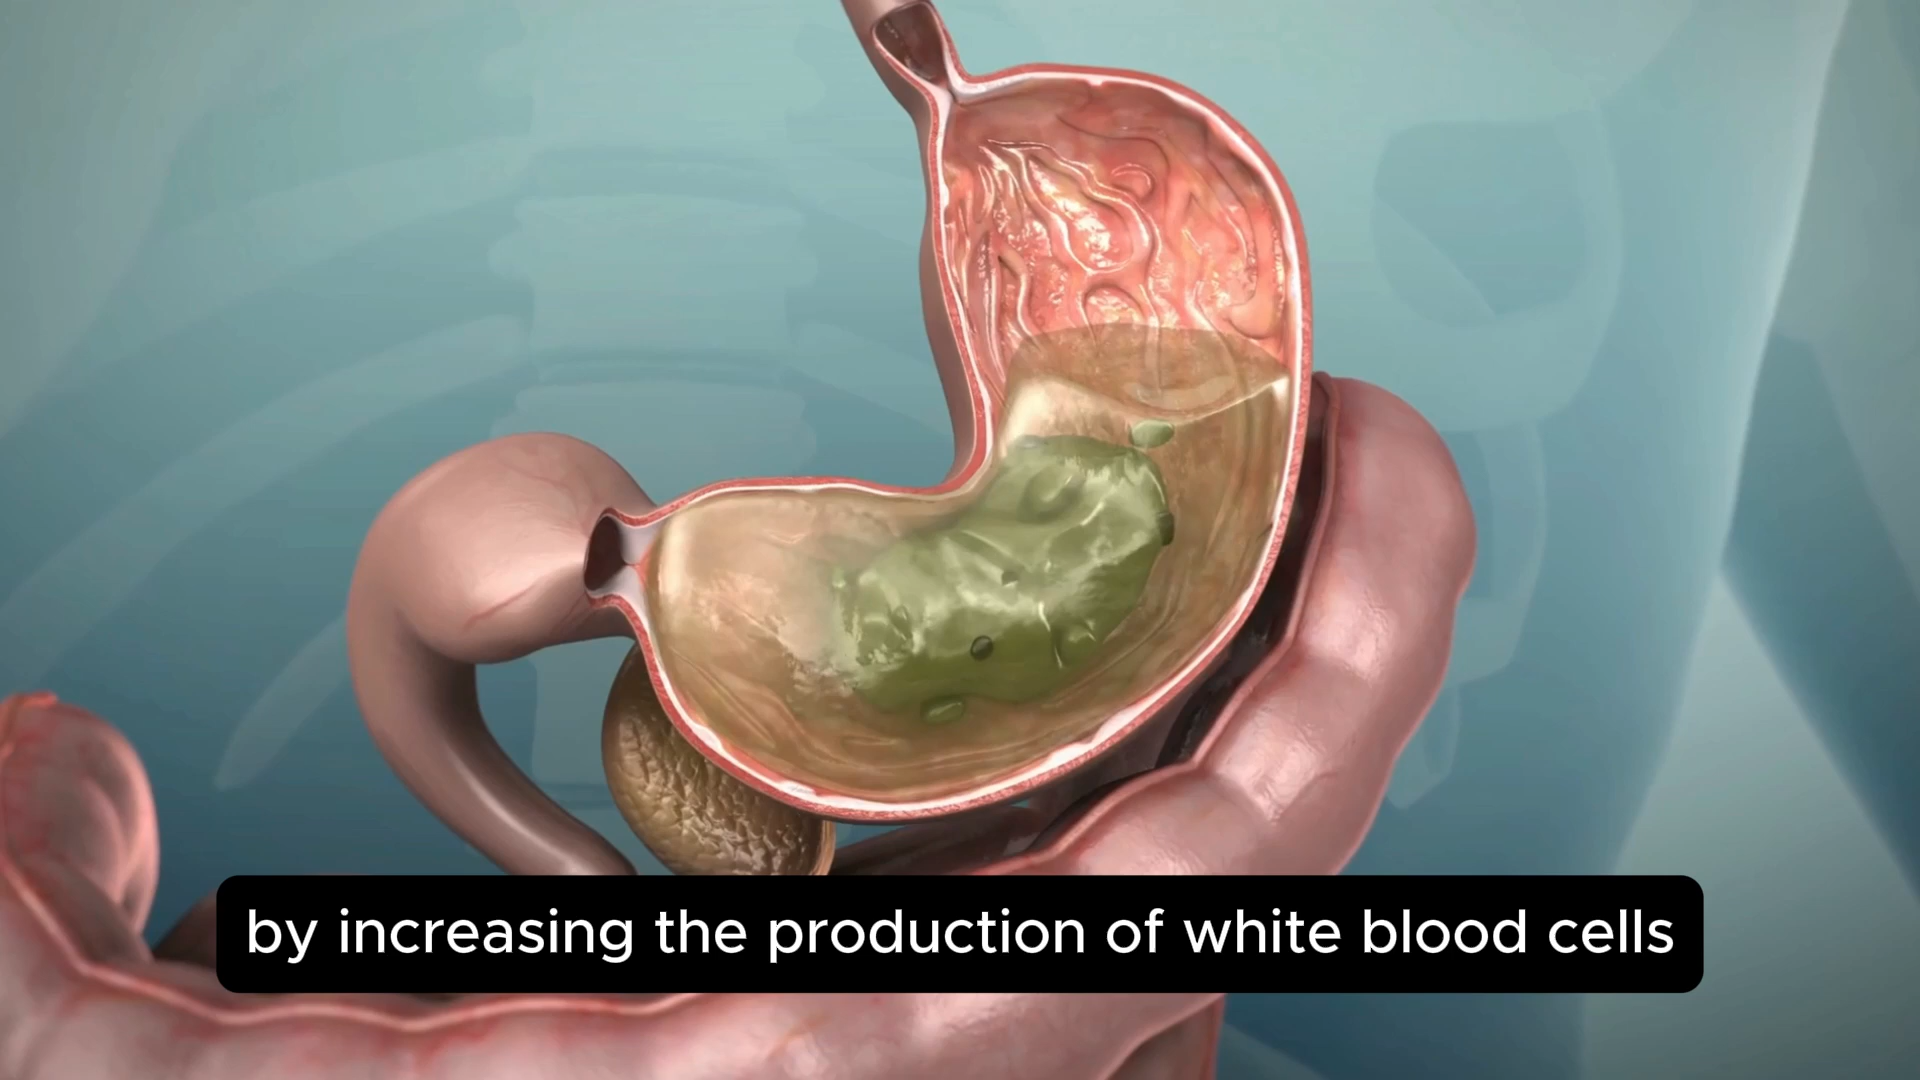 by increasing the production of white blood cells